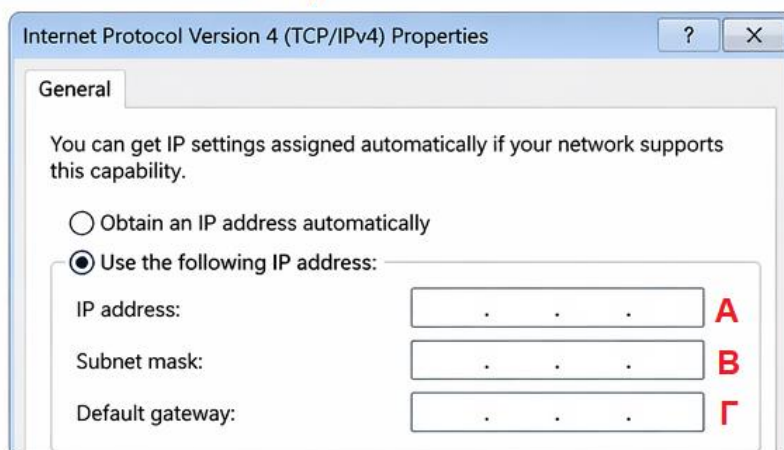 Internet Protocol Version 4 (TCP/IPv4) Properties ? X
General
You can get IP settings assigned automatically if your network supports
this capability.
Obtain an IP address automatically
Use the following IP address:
IP address: . . . Α
Subnet mask: . . . Β
Default gateway: . . . Γ